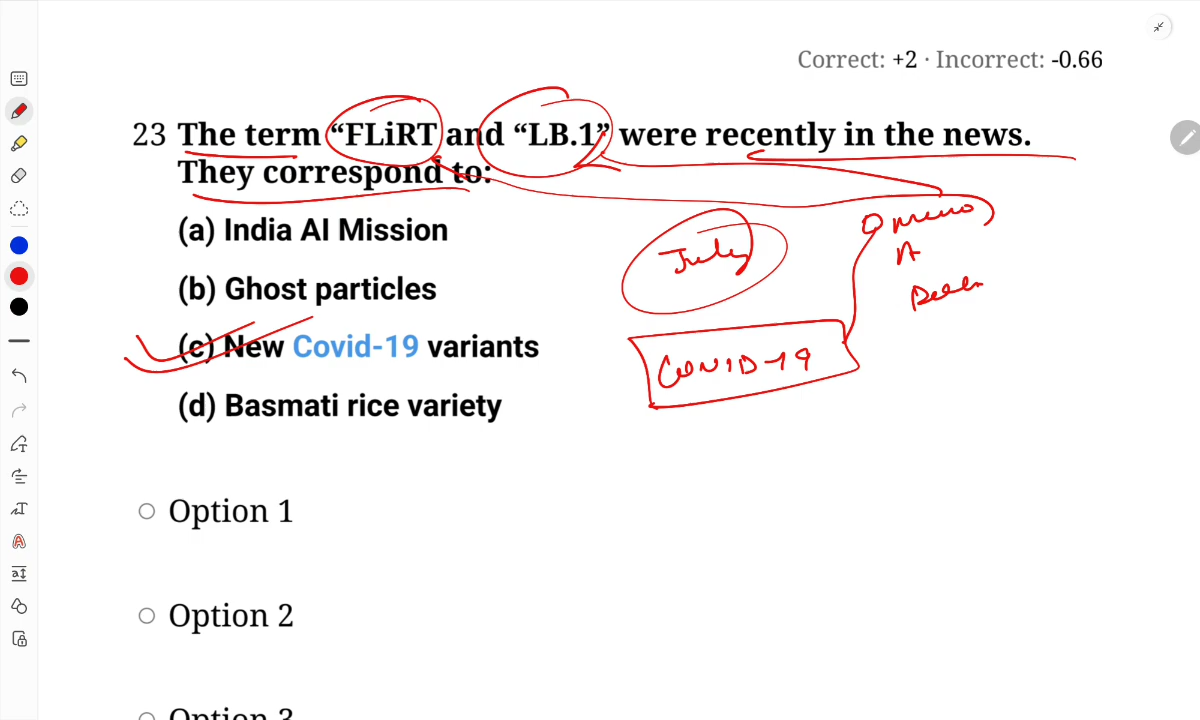 Correct: +2 · Incorrect: -0.66
23 The term “FLiRT and “LB.1” were recently in the news.
They correspond to:
(a) India AI Mission
(b) Ghost particles
(c) New Covid-19 variants
(d) Basmati rice variety
July
COVID-19
Option 1
Option 2
Option 3